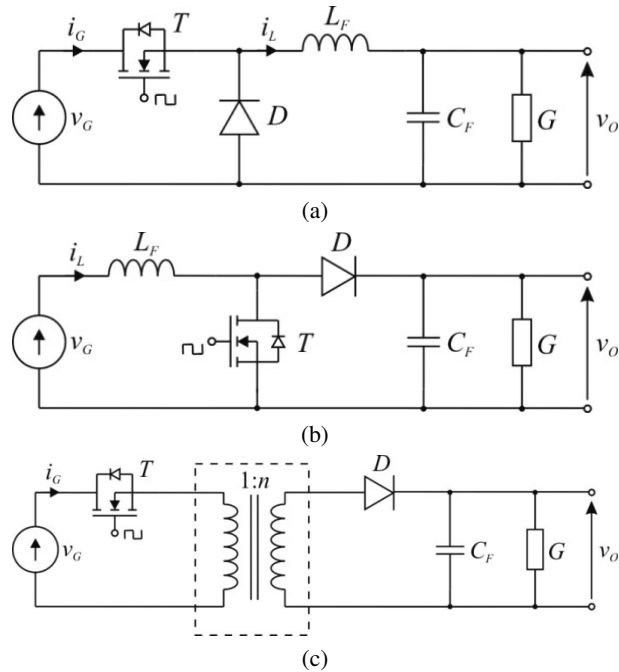 i_G T i_L L_F
v_G D C_F G v_O
(a)
i_L L_F D
v_G T C_F G v_O
(b)
i_G T 1:n D
v_G C_F G v_O
(c)